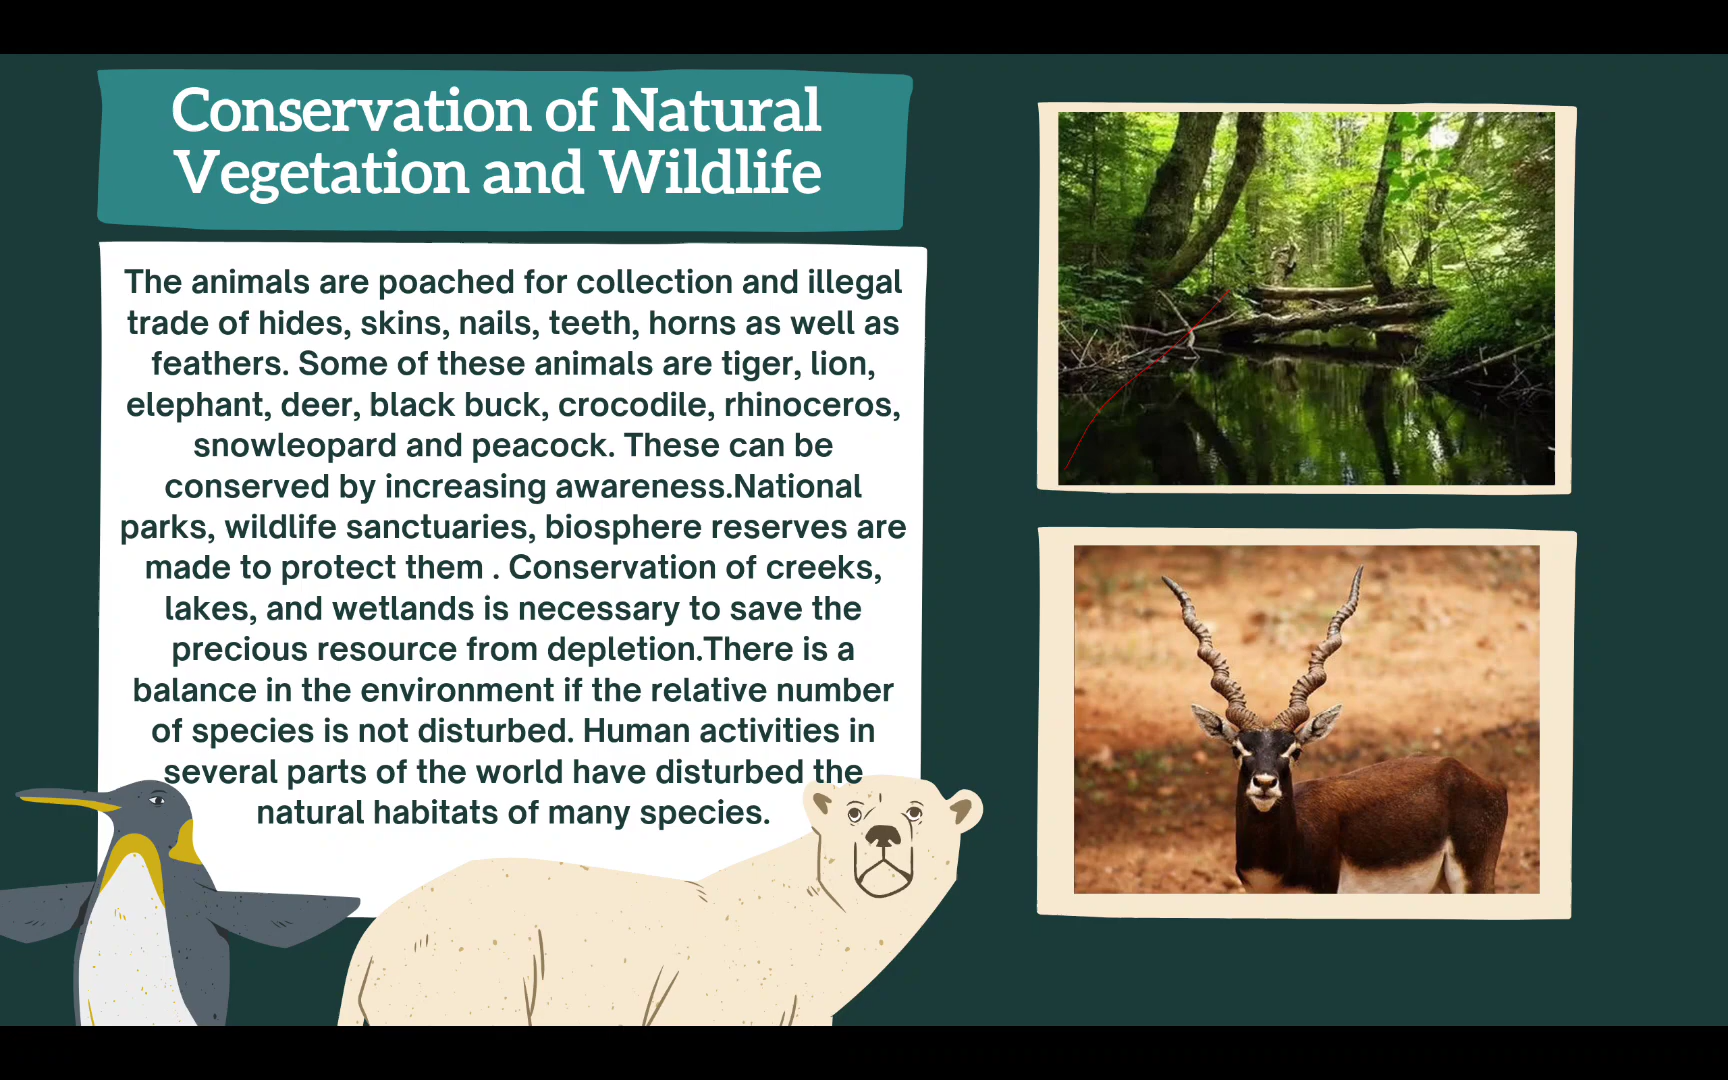 Conservation of Natural
Vegetation and Wildlife
The animals are poached for collection and illegal
trade of hides, skins, nails, teeth, horns as well as
feathers. Some of these animals are tiger, lion,
elephant, deer, black buck, crocodile, rhinoceros,
snowleopard and peacock. These can be
conserved by increasing awareness.National
parks, wildlife sanctuaries, biosphere reserves are
made to protect them . Conservation of creeks,
lakes, and wetlands is necessary to save the
precious resource from depletion.There is a
balance in the environment if the relative number
of species is not disturbed. Human activities in
several parts of the world have disturbed the
natural habitats of many species.